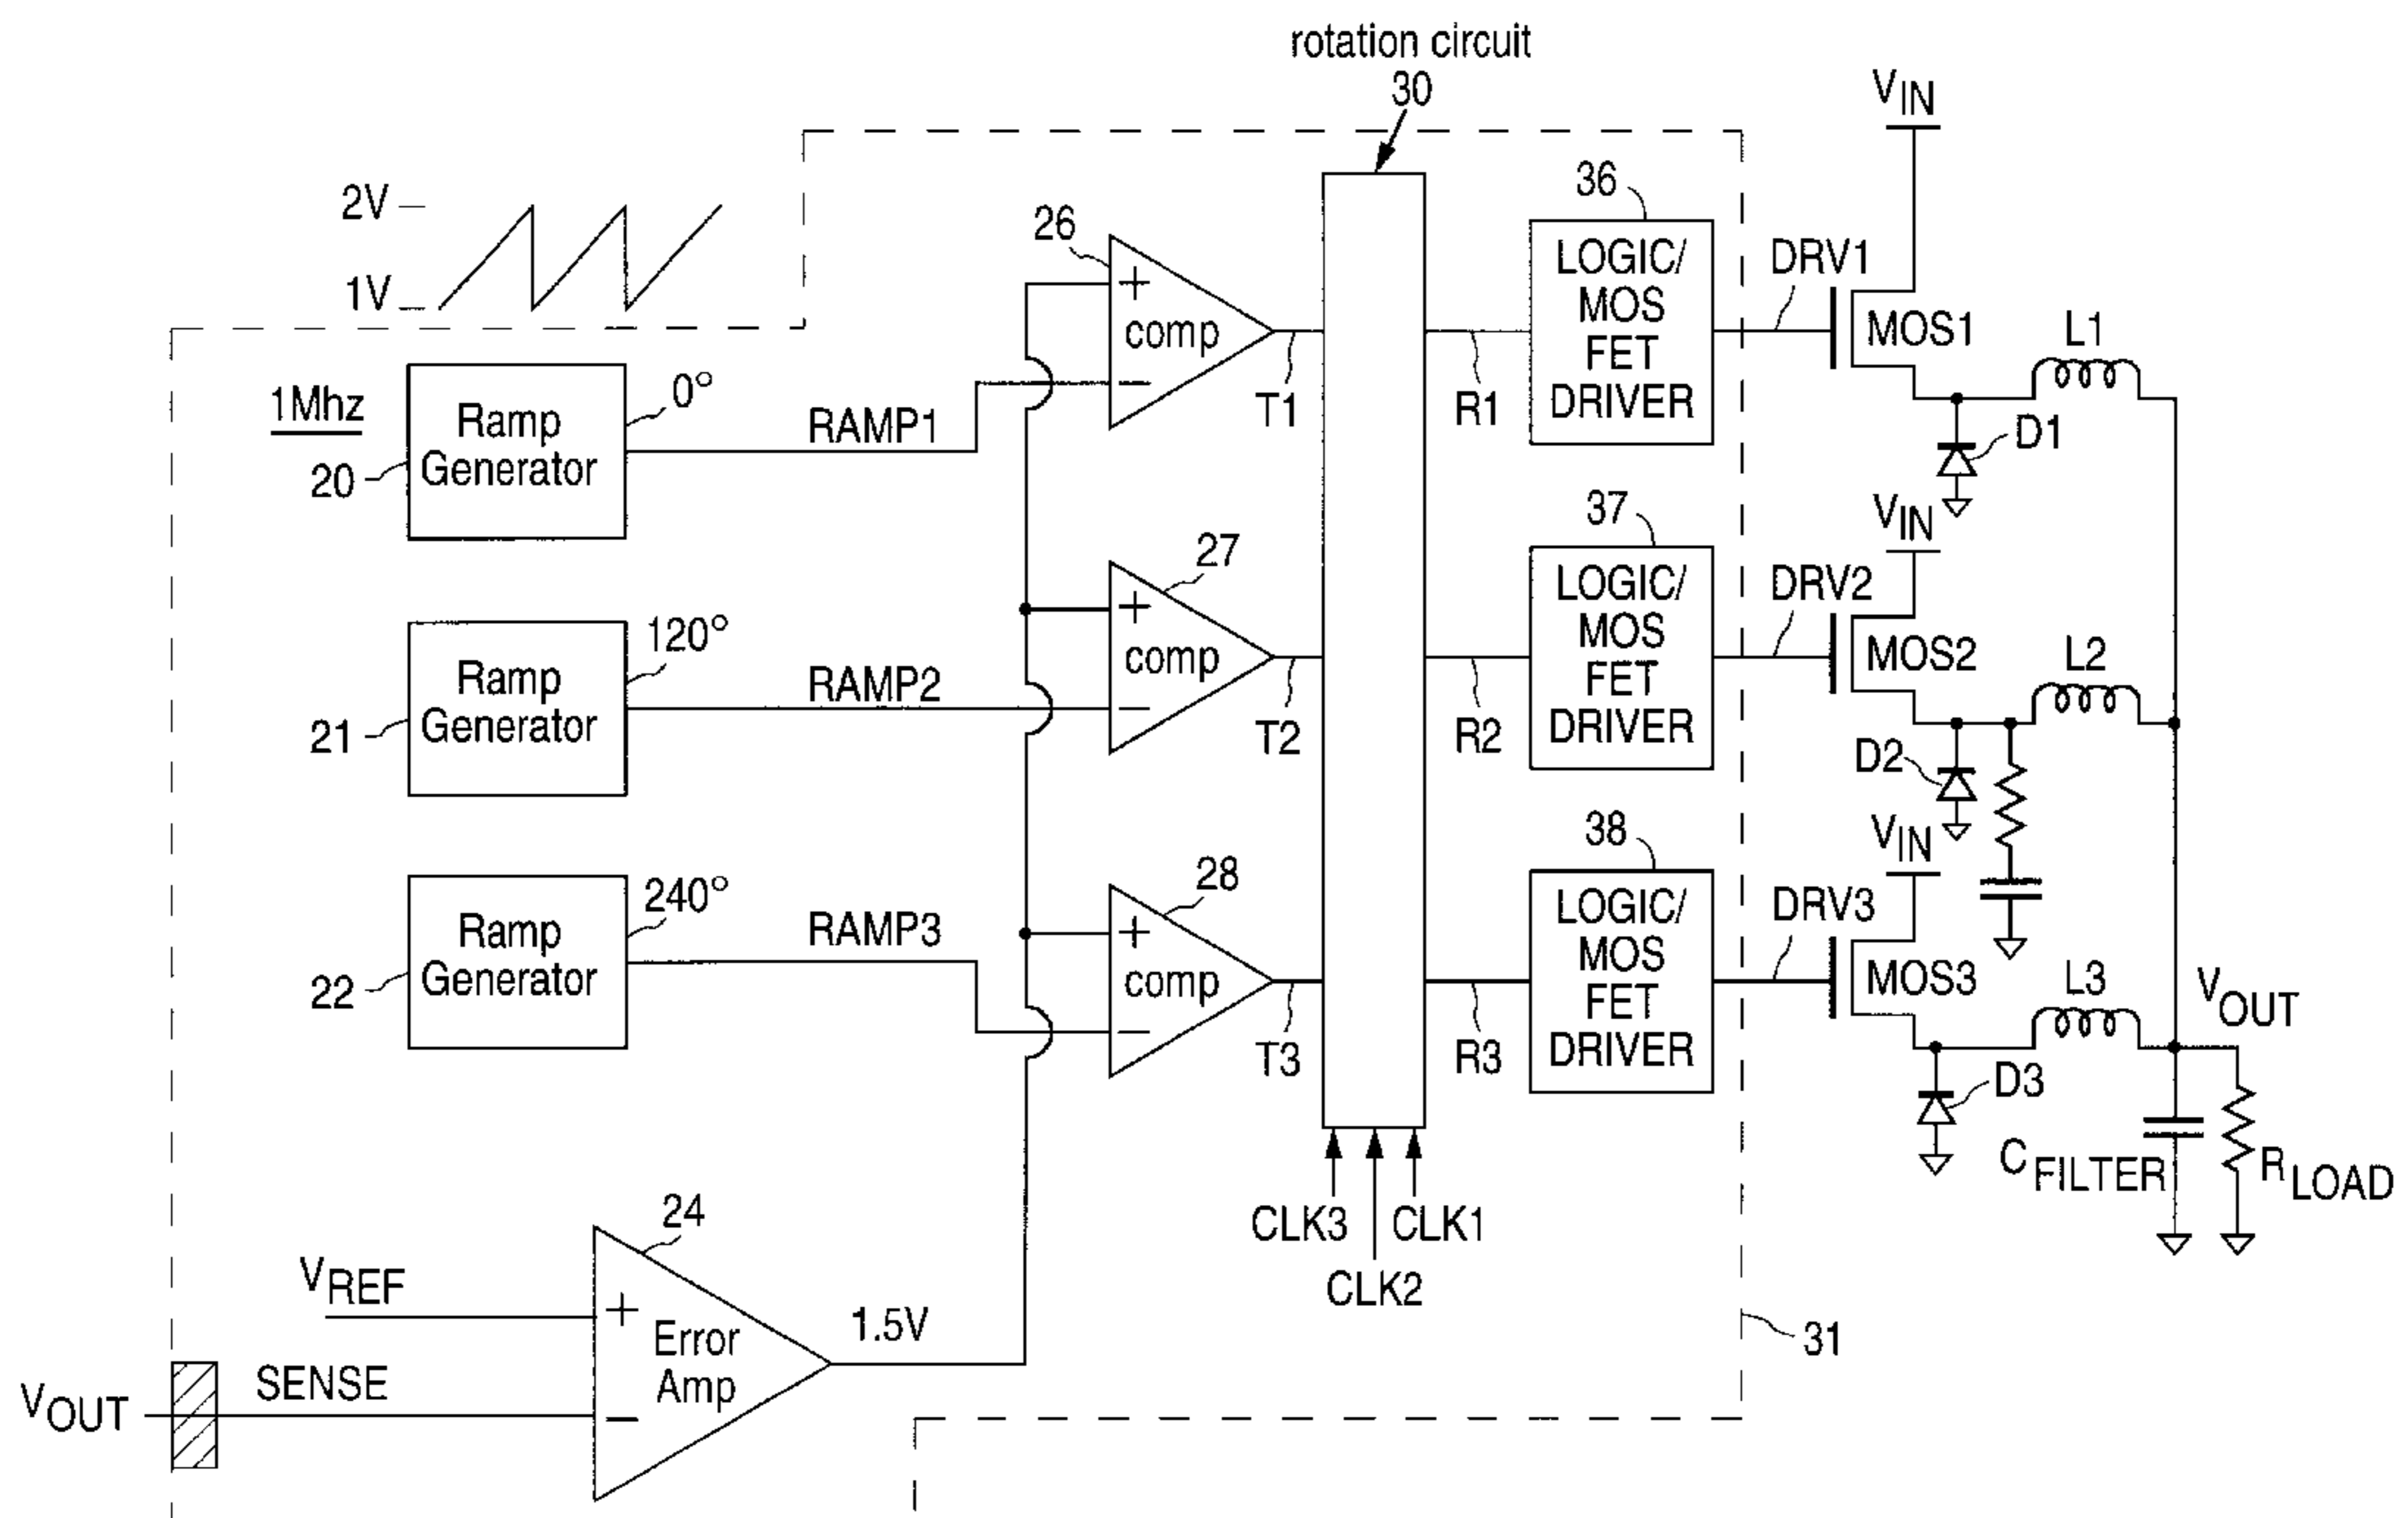 rotation circuit
30
VIN
2V
1V
26
+
comp
−
T1
R1
36
LOGIC/
MOS
FET
DRIVER
DRV1
MOS1
L1
D1
1Mhz
20
Ramp
Generator
0°
RAMP1
27
+
comp
−
T2
R2
37
LOGIC/
MOS
FET
DRIVER
DRV2
VIN
MOS2
L2
D2
21
Ramp
Generator
120°
RAMP2
28
+
comp
−
T3
R3
38
LOGIC/
MOS
FET
DRIVER
DRV3
VIN
MOS3
L3
D3
VOUT
CFILTER
RLOAD
22
Ramp
Generator
240°
RAMP3
CLK3
CLK1
CLK2
31
24
VREF
+
Error
Amp
−
1.5V
VOUT
SENSE